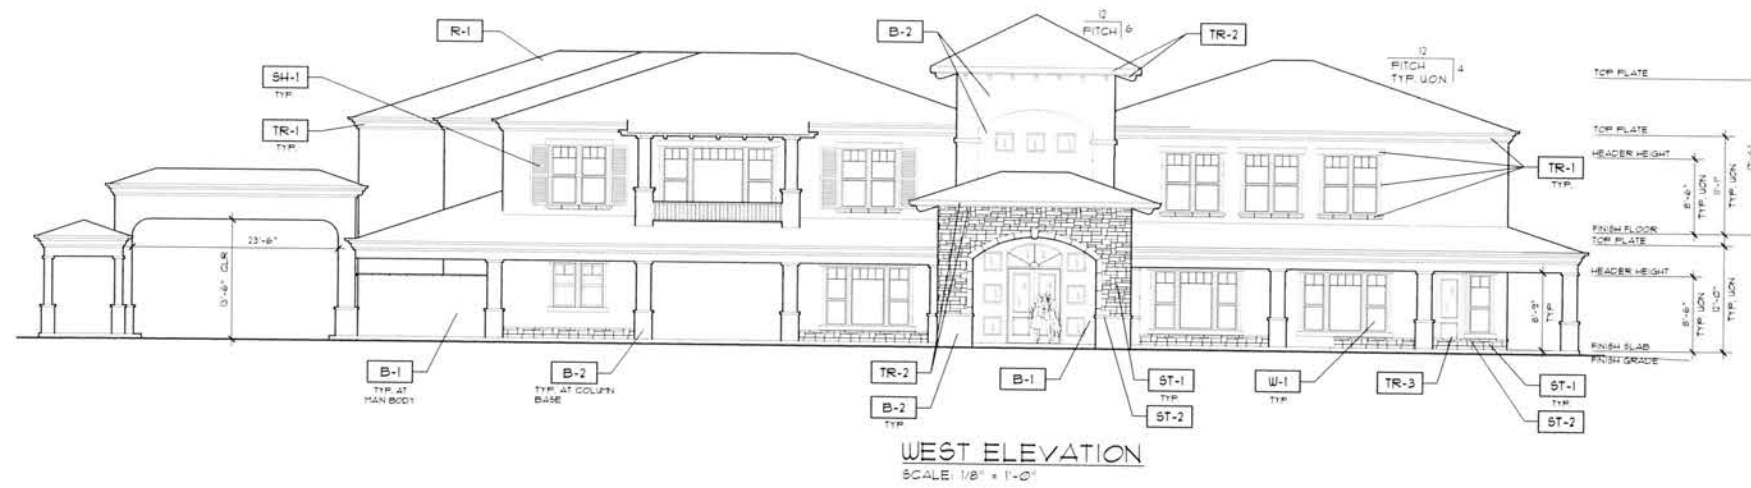 R-1
B-2
12
PITCH 6
TR-2
12
PITCH 4
TYP. U.O.N.
TOP PLATE
SH-1
TYP.
TR-1
TYP.
TOP PLATE
HEADER HEIGHT
TR-1
TYP.
8'-6"
TYP. UON
11'-1"
TYP. UON
FINISH FLOOR
TOP PLATE
23'-6"
13'-6" CLR.
HEADER HEIGHT
8'-9"
TYP.
8'-6"
TYP. UON
12'-0"
TYP. UON
FINISH SLAB
FINISH GRADE
B-1
TYP. AT
MAN BODY
B-2
TYP. AT COLUMN
BASE
TR-2
B-2
TYP.
B-1
ST-1
TYP.
ST-2
W-1
TYP.
TR-3
ST-1
TYP.
ST-2
WEST ELEVATION
SCALE: 1/8" = 1'-0"